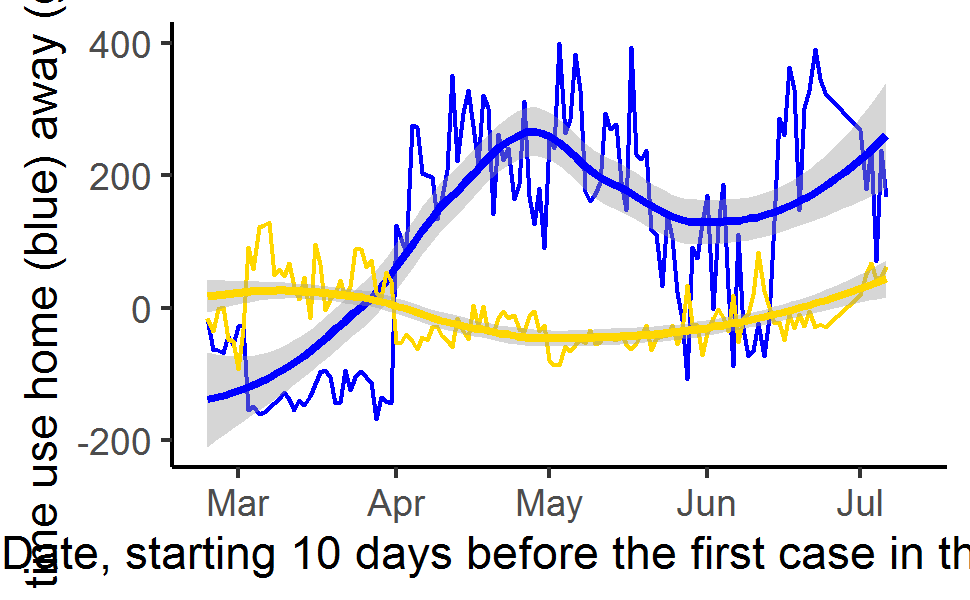 time use home (blue) away (
400
200
0
-200
Mar Apr May Jun Jul
Date, starting 10 days before the first case in th